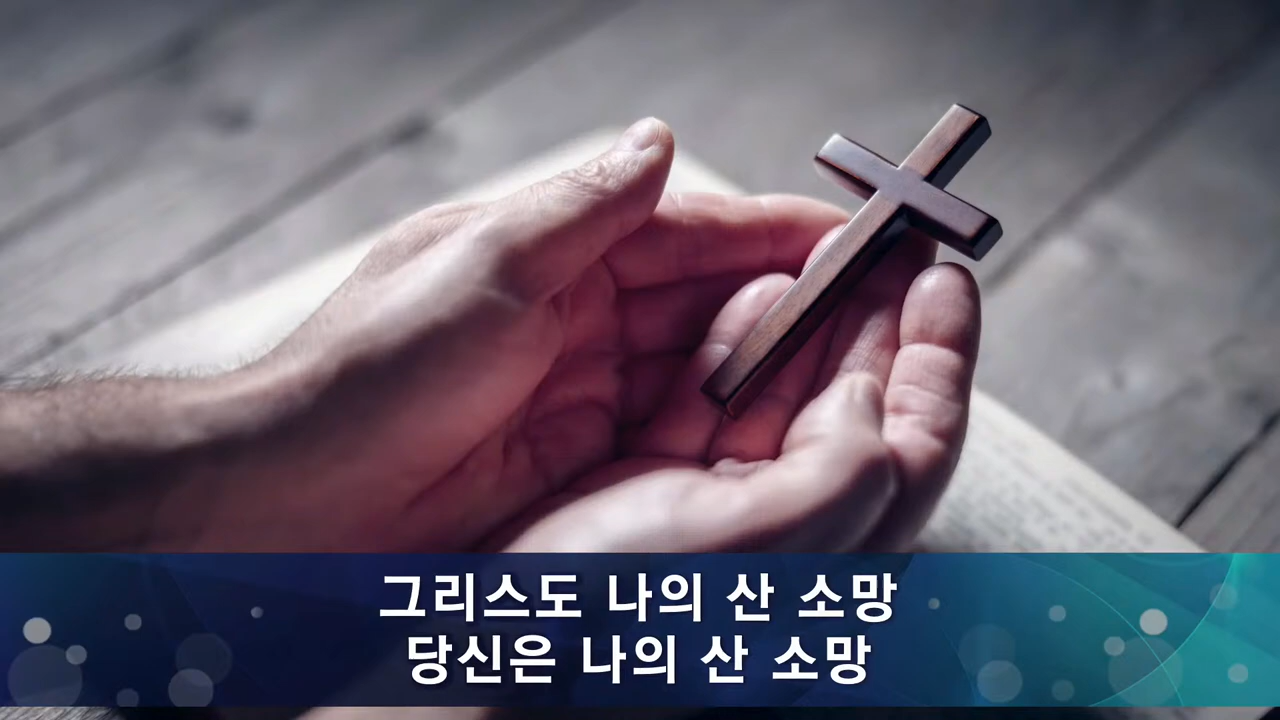 그리스도 나의 산 소망
당신은 나의 산 소망